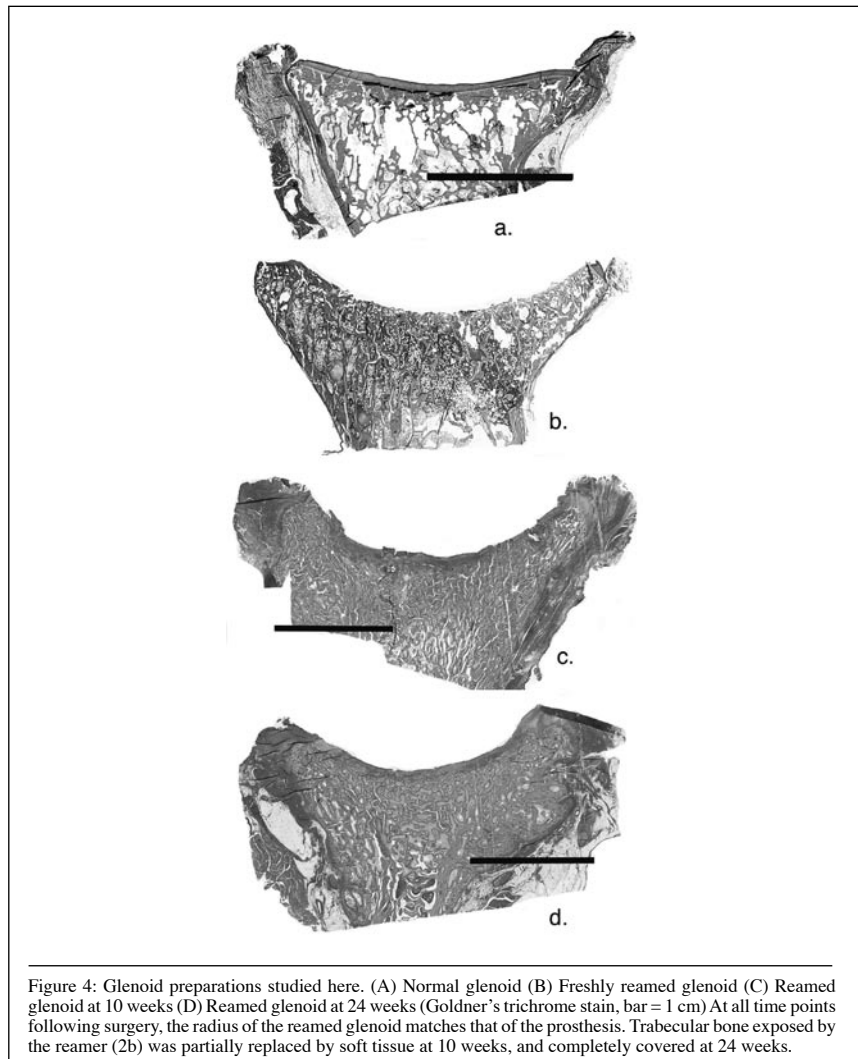 a.
b.
c.
d.
Figure 4: Glenoid preparations studied here. (A) Normal glenoid (B) Freshly reamed glenoid (C) Reamed
glenoid at 10 weeks (D) Reamed glenoid at 24 weeks (Goldner's trichrome stain, bar = 1 cm) At all time points
following surgery, the radius of the reamed glenoid matches that of the prosthesis. Trabecular bone exposed by
the reamer (2b) was partially replaced by soft tissue at 10 weeks, and completely covered at 24 weeks.